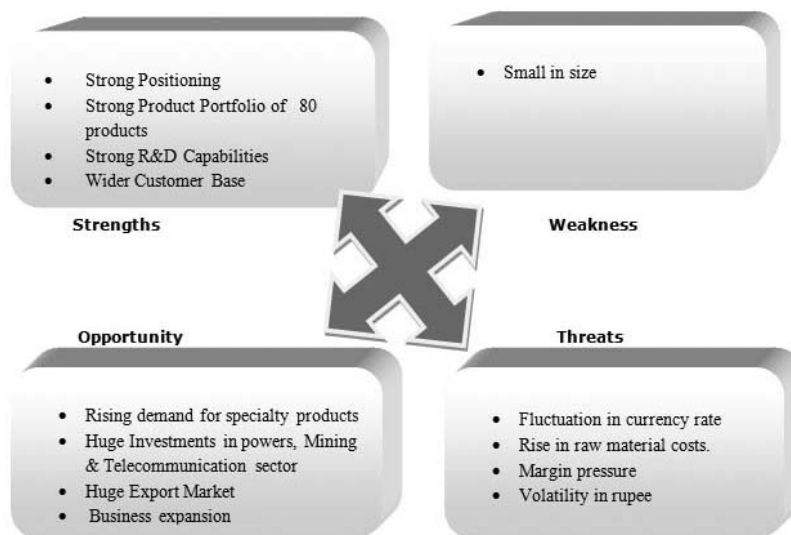 • Strong Positioning
• Strong Product Portfolio of 80
products
• Strong R&D Capabilities
• Wider Customer Base
Strengths
• Small in size
Weakness
Opportunity
• Rising demand for specialty products
• Huge Investments in powers, Mining
& Telecommunication sector
• Huge Export Market
• Business expansion
Threats
• Fluctuation in currency rate
• Rise in raw material costs.
• Margin pressure
• Volatility in rupee